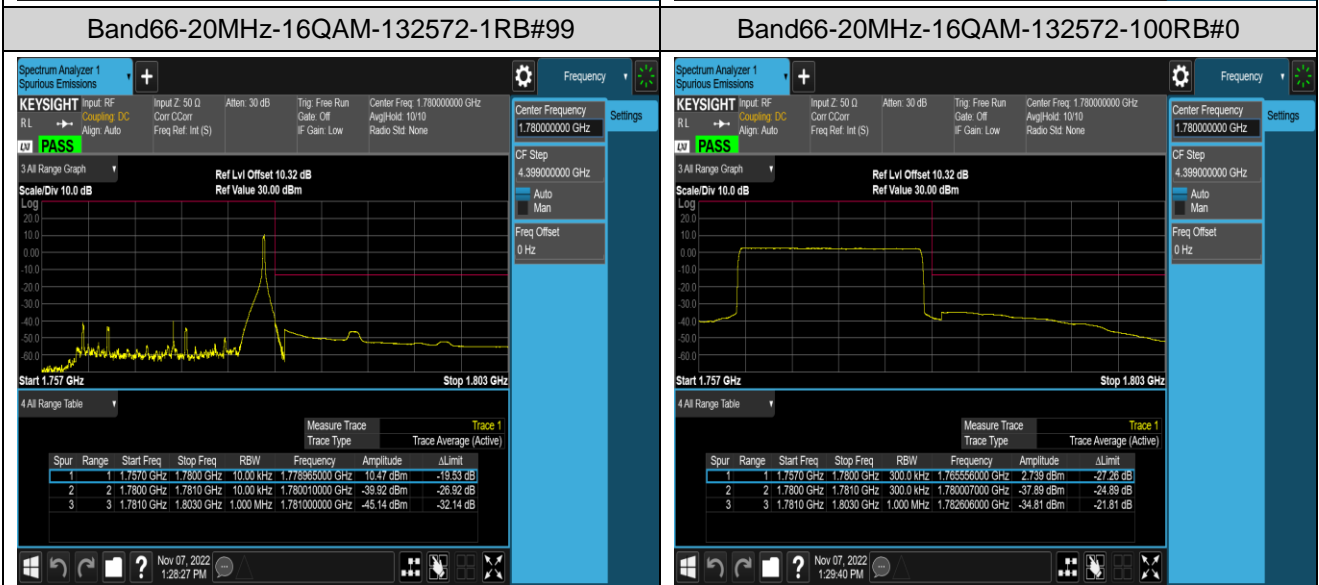 Band66-20MHz-16QAM-132572-1RB#99
Spectrum Analyzer 1
Spurious Emissions
+
Frequency
KEYSIGHT
RL
Input: RF
Coupling: DC
Align: Auto
Input Z: 50 Ω
Corr CCorr
Freq Ref: Int (S)
Atten: 30 dB
Trig: Free Run
Gate: Off
IF Gain: Low
Center Freq: 1.780000000 GHz
Avg|Hold: 10/10
Radio Std: None
LXI PASS
Center Frequency
1.780000000 GHz
Settings
CF Step
4.399000000 GHz
Auto
Man
Freq Offset
0 Hz
3 All Range Graph
Scale/Div 10.0 dB
Ref Lvl Offset 10.32 dB
Ref Value 30.00 dBm
Log
20.0
10.0
0.00
-10.0
-20.0
-30.0
-40.0
-50.0
-60.0
Start 1.757 GHz Stop 1.803 GHz
4 All Range Table
Measure Trace Trace 1
Trace Type Trace Average (Active)
Spur Range Start Freq Stop Freq RBW Frequency Amplitude ΔLimit
1 1 1.7570 GHz 1.7800 GHz 10.00 kHz 1.778965000 GHz 10.47 dBm -19.53 dB
2 2 1.7800 GHz 1.7810 GHz 10.00 kHz 1.780010000 GHz -39.92 dBm -26.92 dB
3 3 1.7810 GHz 1.8030 GHz 1.000 MHz 1.781000000 GHz -45.14 dBm -32.14 dB
?
Nov 07, 2022
1:28:27 PM
Band66-20MHz-16QAM-132572-100RB#0
Spectrum Analyzer 1
Spurious Emissions
+
Frequency
KEYSIGHT
RL
Input: RF
Coupling: DC
Align: Auto
Input Z: 50 Ω
Corr CCorr
Freq Ref: Int (S)
Atten: 30 dB
Trig: Free Run
Gate: Off
IF Gain: Low
Center Freq: 1.780000000 GHz
Avg|Hold: 10/10
Radio Std: None
LXI PASS
Center Frequency
1.780000000 GHz
Settings
CF Step
4.399000000 GHz
Auto
Man
Freq Offset
0 Hz
3 All Range Graph
Scale/Div 10.0 dB
Ref Lvl Offset 10.32 dB
Ref Value 30.00 dBm
Log
20.0
10.0
0.00
-10.0
-20.0
-30.0
-40.0
-50.0
-60.0
Start 1.757 GHz Stop 1.803 GHz
4 All Range Table
Measure Trace Trace 1
Trace Type Trace Average (Active)
Spur Range Start Freq Stop Freq RBW Frequency Amplitude ΔLimit
1 1 1.7570 GHz 1.7800 GHz 300.0 kHz 1.765556000 GHz 2.739 dBm -27.26 dB
2 2 1.7800 GHz 1.7810 GHz 300.0 kHz 1.780007000 GHz -37.89 dBm -24.89 dB
3 3 1.7810 GHz 1.8030 GHz 1.000 MHz 1.782606000 GHz -34.81 dBm -21.81 dB
?
Nov 07, 2022
1:29:40 PM